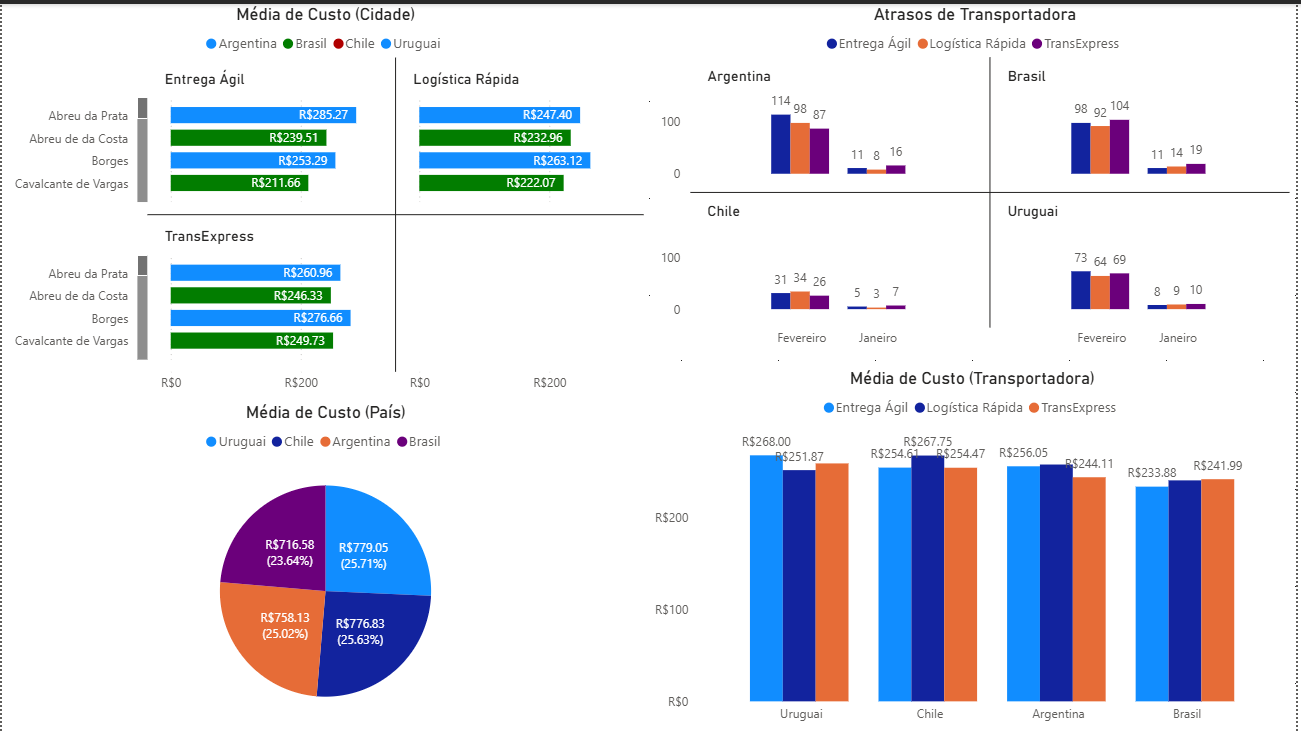 Média de Custo (Cidade)
Argentina Brasil Chile Uruguai
Entrega Ágil
Logística Rápida
Abreu da Prata R$285.27 R$247.40
Abreu de da Costa R$239.51 R$232.96
Borges R$253.29 R$263.12
Cavalcante de Vargas R$211.66 R$222.07
TransExpress
Abreu da Prata R$260.96
Abreu de da Costa R$246.33
Borges R$276.66
Cavalcante de Vargas R$249.73
R$0 R$200 R$0 R$200
Atrasos de Transportadora
Entrega Ágil Logística Rápida TransExpress
Argentina
Brasil
100
0
114 98 87
11 8 16
98 92 104
11 14 19
Chile
Uruguai
100
0
31 34 26
5 3 7
73 64 69
8 9 10
Fevereiro Janeiro Fevereiro Janeiro
Média de Custo (País)
Uruguai Chile Argentina Brasil
R$716.58
(23.64%)
R$779.05
(25.71%)
R$758.13
(25.02%)
R$776.83
(25.63%)
Média de Custo (Transportadora)
Entrega Ágil Logística Rápida TransExpress
R$268.00 R$251.87
R$254.61 R$267.75 R$254.47
R$256.05 R$244.11
R$233.88 R$241.99
R$200
R$100
R$0
Uruguai Chile Argentina Brasil